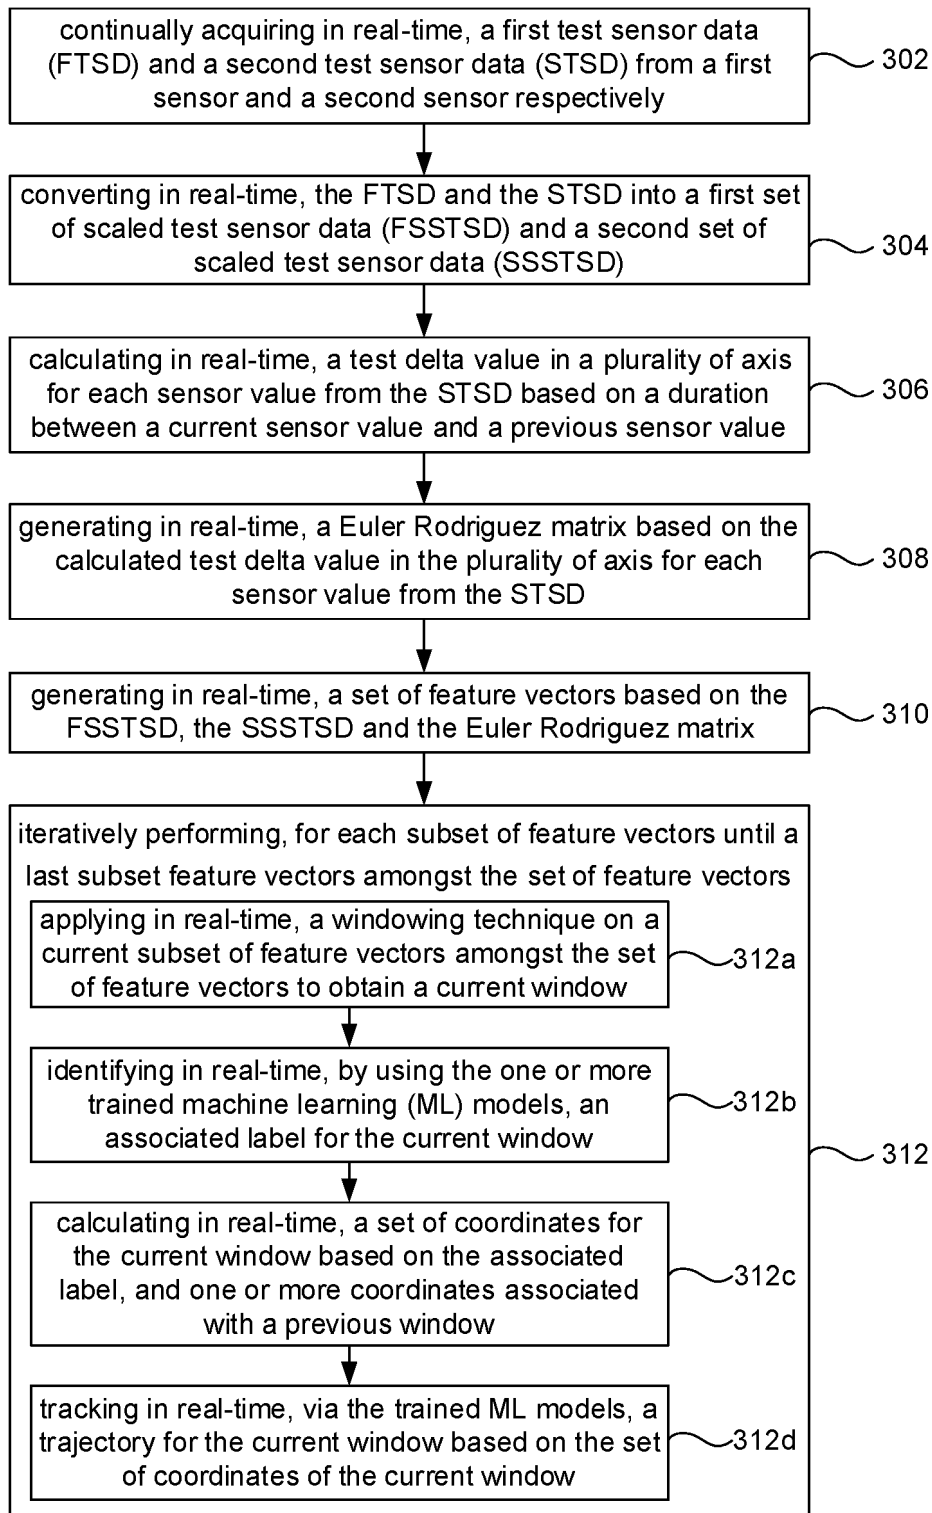 continually acquiring in real-time, a first test sensor data
(FTSD) and a second test sensor data (STSD) from a first
sensor and a second sensor respectively
302
converting in real-time, the FTSD and the STSD into a first set
of scaled test sensor data (FSSTSD) and a second set of
scaled test sensor data (SSSTSD)
304
calculating in real-time, a test delta value in a plurality of axis
for each sensor value from the STSD based on a duration
between a current sensor value and a previous sensor value
306
generating in real-time, a Euler Rodriguez matrix based on the
calculated test delta value in the plurality of axis for each
sensor value from the STSD
308
generating in real-time, a set of feature vectors based on the
FSSTSD, the SSSTSD and the Euler Rodriguez matrix
310
iteratively performing, for each subset of feature vectors until a
last subset feature vectors amongst the set of feature vectors
applying in real-time, a windowing technique on a
current subset of feature vectors amongst the set
of feature vectors to obtain a current window
312a
identifying in real-time, by using the one or more
trained machine learning (ML) models, an
associated label for the current window
312b
312
calculating in real-time, a set of coordinates for
the current window based on the associated
label, and one or more coordinates associated
with a previous window
312c
tracking in real-time, via the trained ML models, a
trajectory for the current window based on the set
of coordinates of the current window
312d